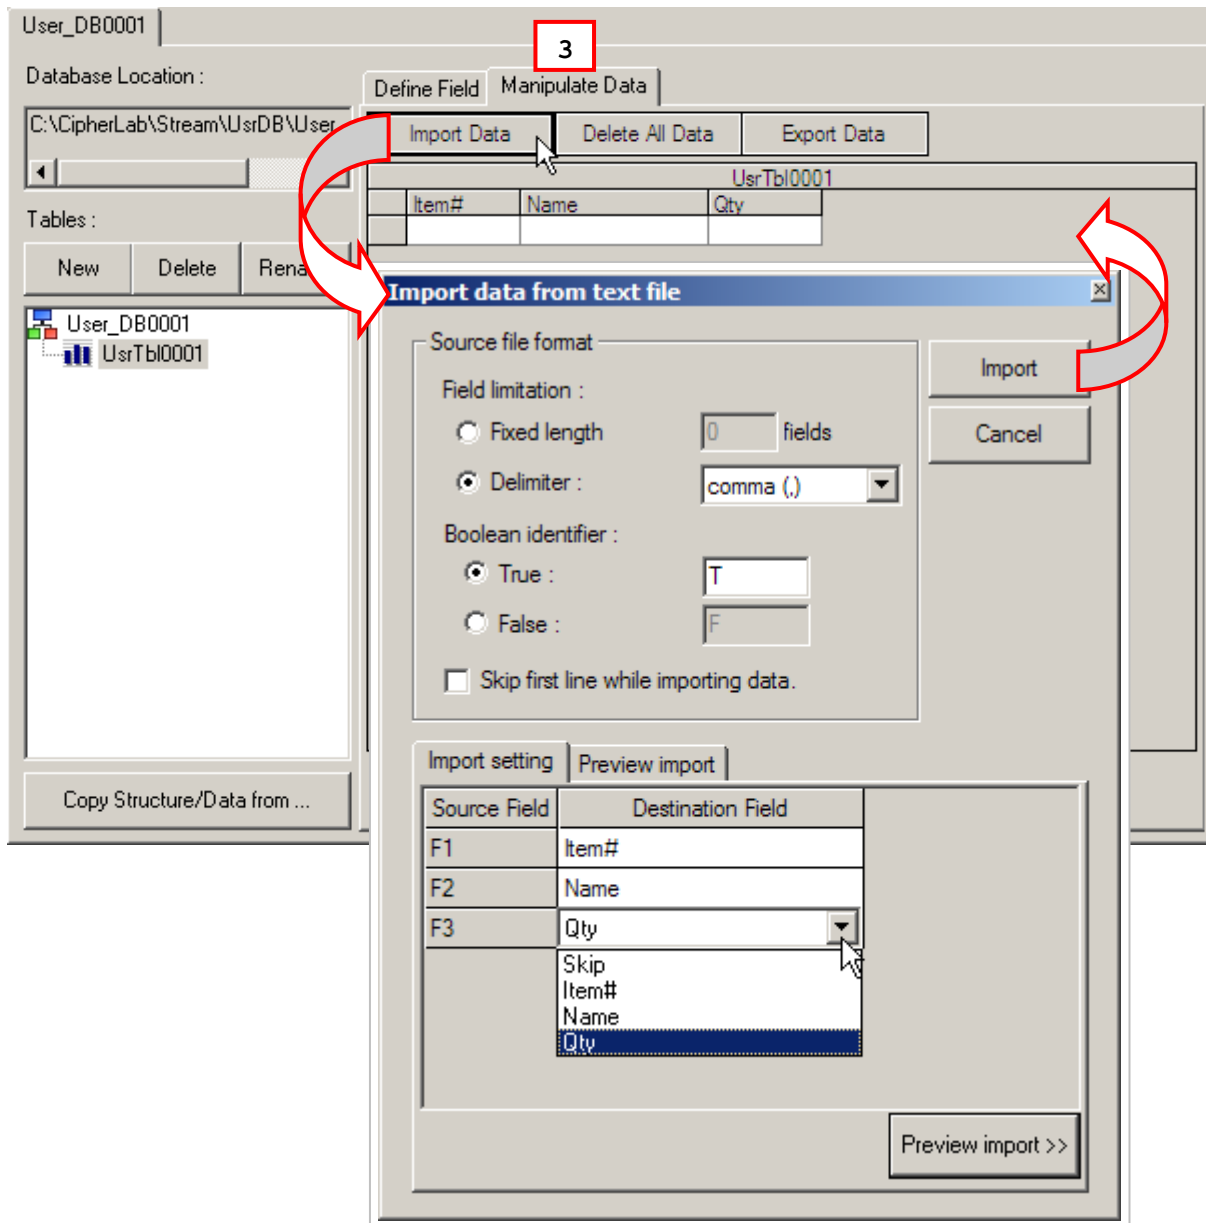 User_DB0001
3
Database Location :
Define Field
Manipulate Data
C:\CipherLab\Stream\UsrDB\User
Import Data
Delete All Data
Export Data
UsrTbl0001
Item#
Name
Qty
Tables :
New
Delete
Rena
Import data from text file
User_DB0001
UsrTbl0001
Source file format
Import
Field limitation :
Fixed length
0
fields
Cancel
Delimiter :
comma (,)
Boolean identifier :
True :
T
False :
F
Skip first line while importing data.
Import setting
Preview import
Copy Structure/Data from ...
Source Field
Destination Field
F1
Item#
F2
Name
F3
Qty
Skip
Item#
Name
Qty
Preview import >>